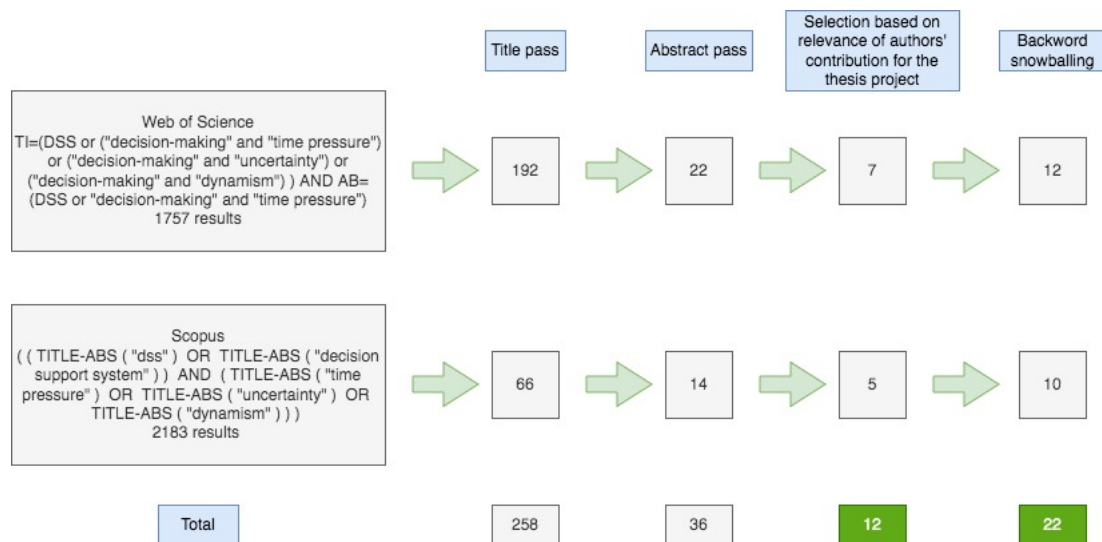 Title pass
Abstract pass
Selection based on
relevance of authors'
contribution for the
thesis project
Backword
snowballing
Web of Science
TI=(DSS or ("decision-making" and "time pressure")
or ("decision-making" and "uncertainty") or
("decision-making" and "dynamism") ) AND AB=
(DSS or "decision-making" and "time pressure")
1757 results
192
22
7
12
Scopus
( ( TITLE-ABS ( "dss" ) OR TITLE-ABS ( "decision
support system" ) ) AND ( TITLE-ABS ( "time
pressure" ) OR TITLE-ABS ( "uncertainty" ) OR
TITLE-ABS ( "dynamism" ) ) )
2183 results
66
14
5
10
Total
258
36
12
22